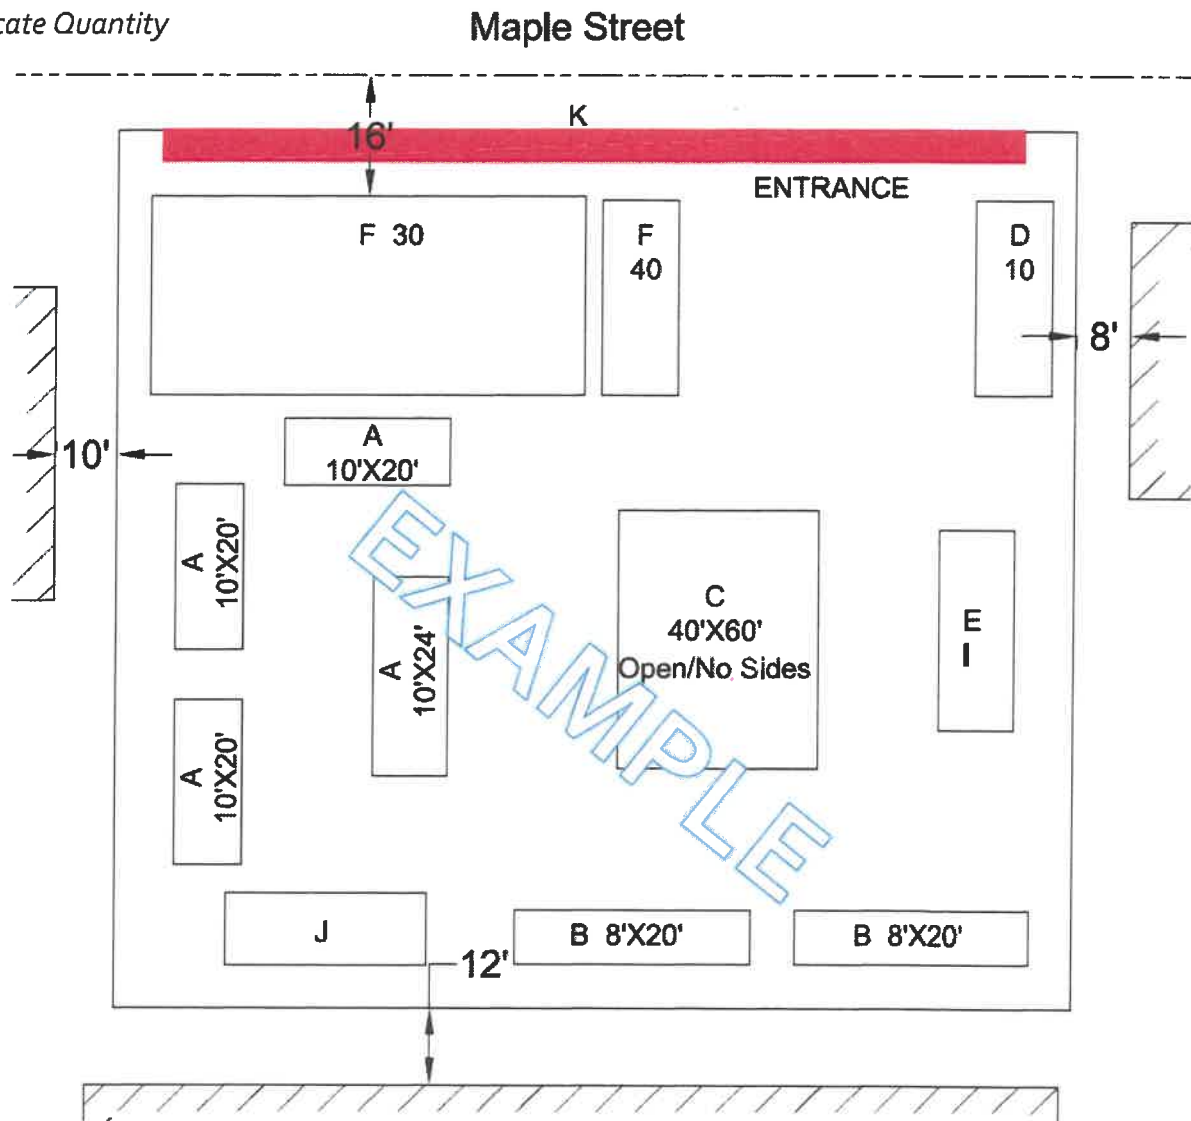 cate Quantity
Maple Street
K
16'
ENTRANCE
F 30
F
40
D
10
8'
10'
A
10'X20'
A
10'X20'
A
10'X24'
C
40'X60'
Open/No Sides
E
I
A
10'X20'
EXAMPLE
J
B 8'X20'
B 8'X20'
12'